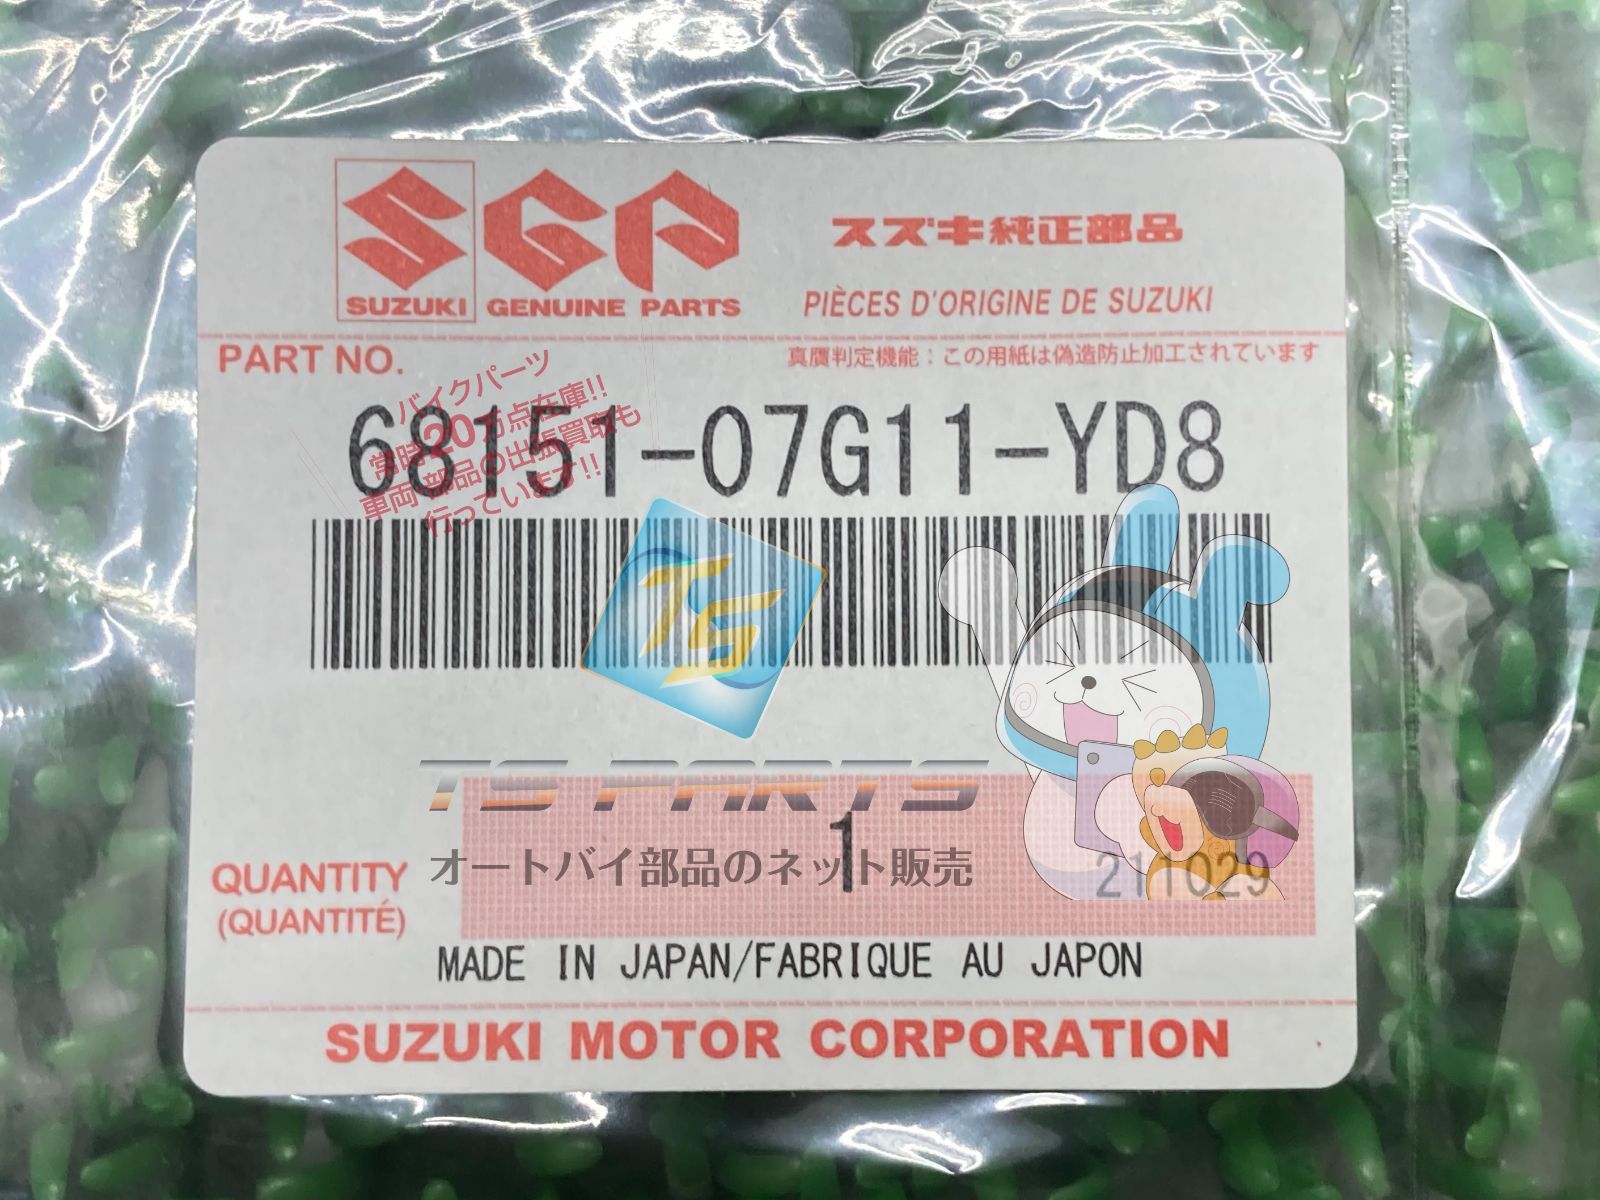 SUZUKI
GENUINE PARTS
スズキ純正部品
PIÈCES D'ORIGINE DE SUZUKI
PART NO.
真贋判定機能：この用紙は偽造防止加工されています
バイクパーツ
常時20万点在庫!!
車両・部品の出張買取も
行っています!!
68151-07G11-YD8
TS
TS PARTS
オートバイ部品のネット販売
QUANTITY
(QUANTITÉ)
1
211029
MADE IN JAPAN/FABRIQUE AU JAPON
SUZUKI MOTOR CORPORATION